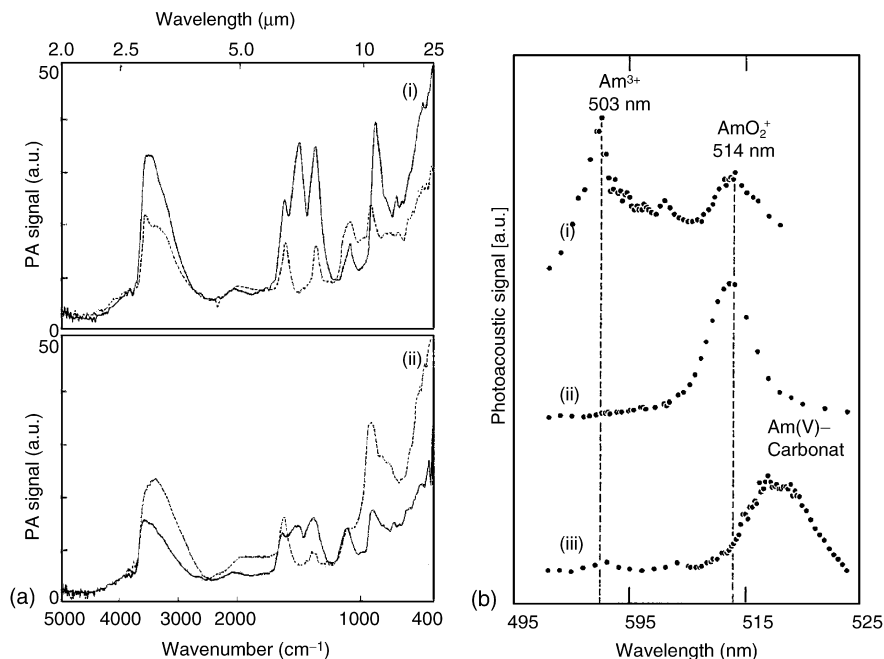 Wavelength (μm)
2.0 2.5 5.0 10 25
50
(i)
PA signal (a.u.)
0
50
(ii)
PA signal (a.u.)
0
(a)
5000 4000 3000 2000 1000 400
Wavenumber (cm⁻¹)
Am³⁺
503 nm
AmO₂⁺
514 nm
(i)
Photoacoustic signal [a.u.]
(ii)
Am(V)–
Carbonat
(iii)
(b)
495 595 515 525
Wavelength (nm)